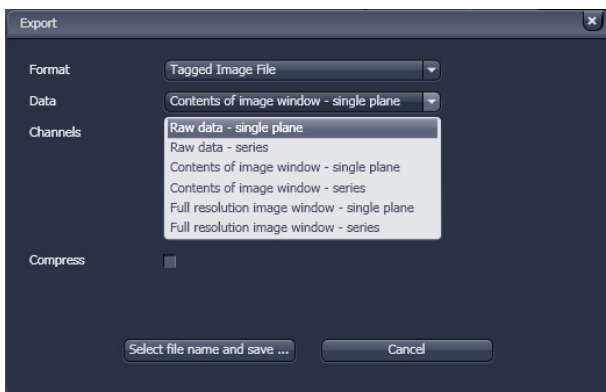 Export
Format Tagged Image File
Data Contents of image window - single plane
Channels Raw data - single plane
Raw data - series
Contents of image window - single plane
Contents of image window - series
Full resolution image window - single plane
Full resolution image window - series
Compress
Select file name and save ... Cancel